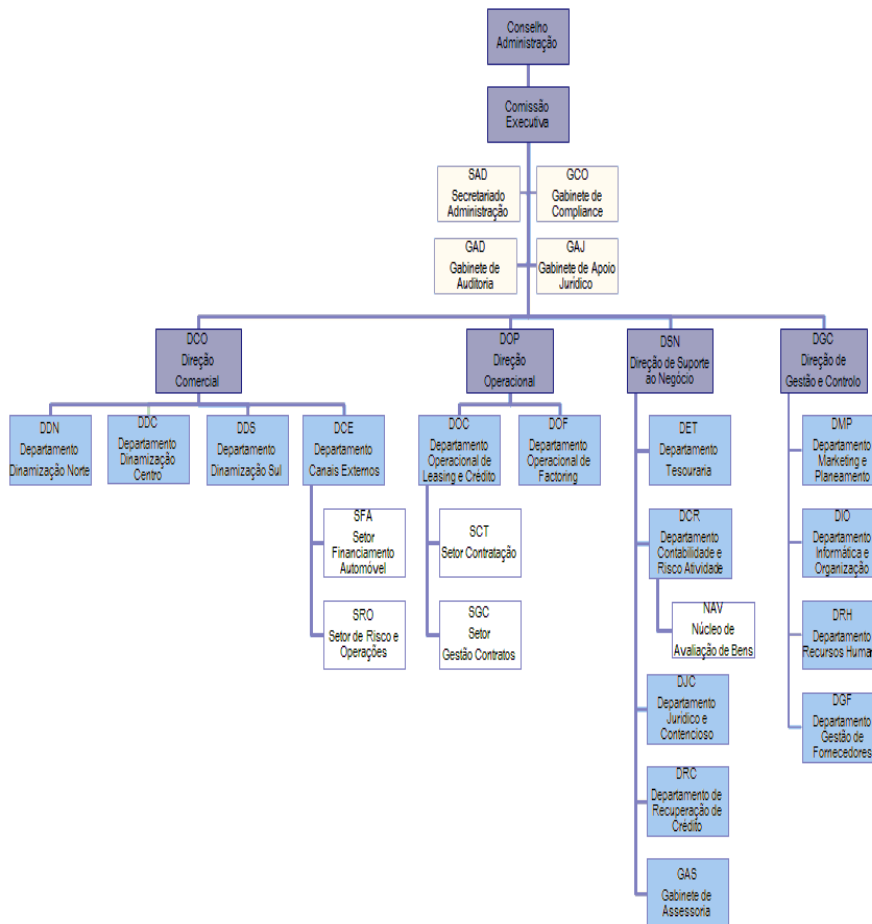 Conselho
Administração
Comissão
Executiva
SAD
Secretariado
Administração
GCO
Gabinete de
Compliance
GAD
Gabinete de
Auditoria
GAJ
Gabinete de Apoio
Jurídico
DCO
Direção
Comercial
DOP
Direção
Operacional
DSN
Direção de Suporte
ao Negócio
DGC
Direção de
Gestão e Controlo
DDN
Departamento
Dinamização Norte
DDC
Departamento
Dinamização
Centro
DDS
Departamento
Dinamização Sul
DCE
Departamento
Canais Externos
DOC
Departamento
Operacional de
Leasing e Crédito
DOF
Departamento
Operacional de
Factoring
DET
Departamento
Tesouraria
DMP
Departamento
Marketing e
Planeamento
SFA
Setor
Financiamento
Automóvel
SCT
Setor Contratação
DCR
Departamento
Contabilidade e
Risco Atividade
DIO
Departamento
Informática e
Organização
SRO
Setor de Risco e
Operações
SGC
Setor
Gestão Contratos
NAV
Núcleo de
Avaliação de Bens
DRH
Departamento
Recursos Huma
DJC
Departamento
Jurídico e
Contencioso
DGF
Departamento
Gestão de
Fornecedores
DRC
Departamento de
Recuperação de
Crédito
GAS
Gabinete de
Assessoria